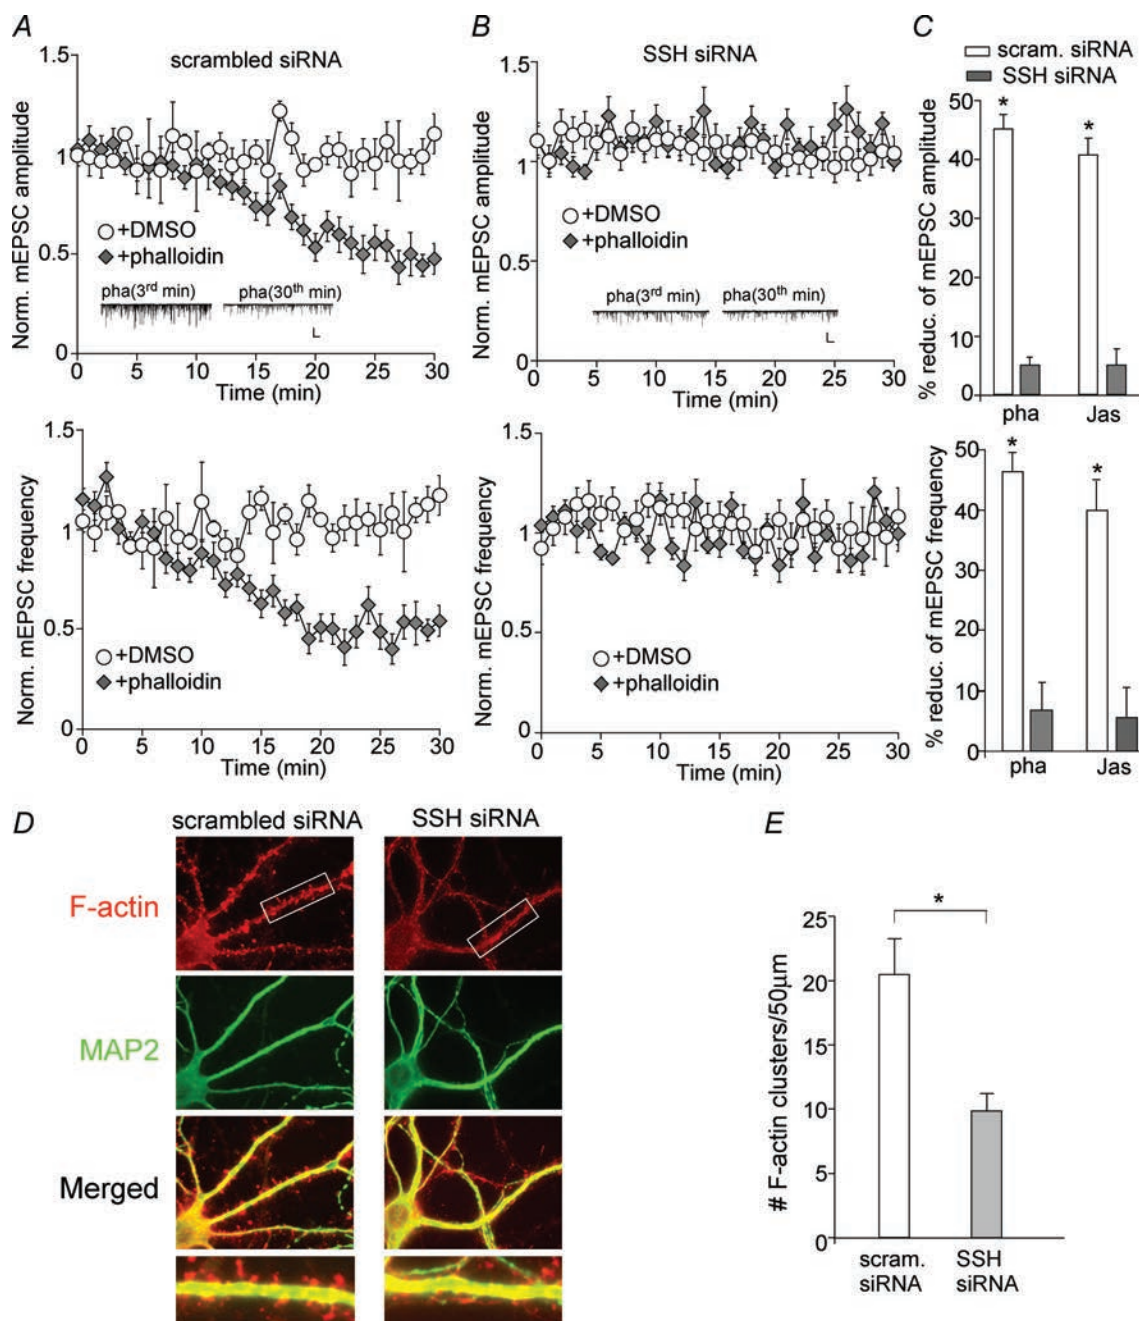 A
scrambled siRNA
Norm. mEPSC amplitude
1.5
1
0.5
0
+DMSO
+phalloidin
pha(3rd min)
pha(30th min)
0
5
10
15
20
25
30
Time (min)
B
SSH siRNA
Norm. mEPSC amplitude
1.5
1
0.5
0
pha(3rd min)
pha(30th min)
0
5
10
15
20
25
30
Time (min)
C
scram. siRNA
SSH siRNA
% reduc. of mEPSC amplitude
50
40
30
20
10
0
*
*
pha
Jas
Norm. mEPSC frequency
1.5
1
0.5
0
+DMSO
+phalloidin
0
5
10
15
20
25
30
Time (min)
Norm. mEPSC frequency
1.5
1
0.5
0
+DMSO
+phalloidin
0
5
10
15
20
25
30
Time (min)
% reduc. of mEPSC frequency
50
40
30
20
10
0
*
*
pha
Jas
D
scrambled siRNA
SSH siRNA
F-actin
MAP2
Merged
E
# F-actin clusters/50µm
25
20
15
10
5
0
*
scram.
siRNA
SSH
siRNA